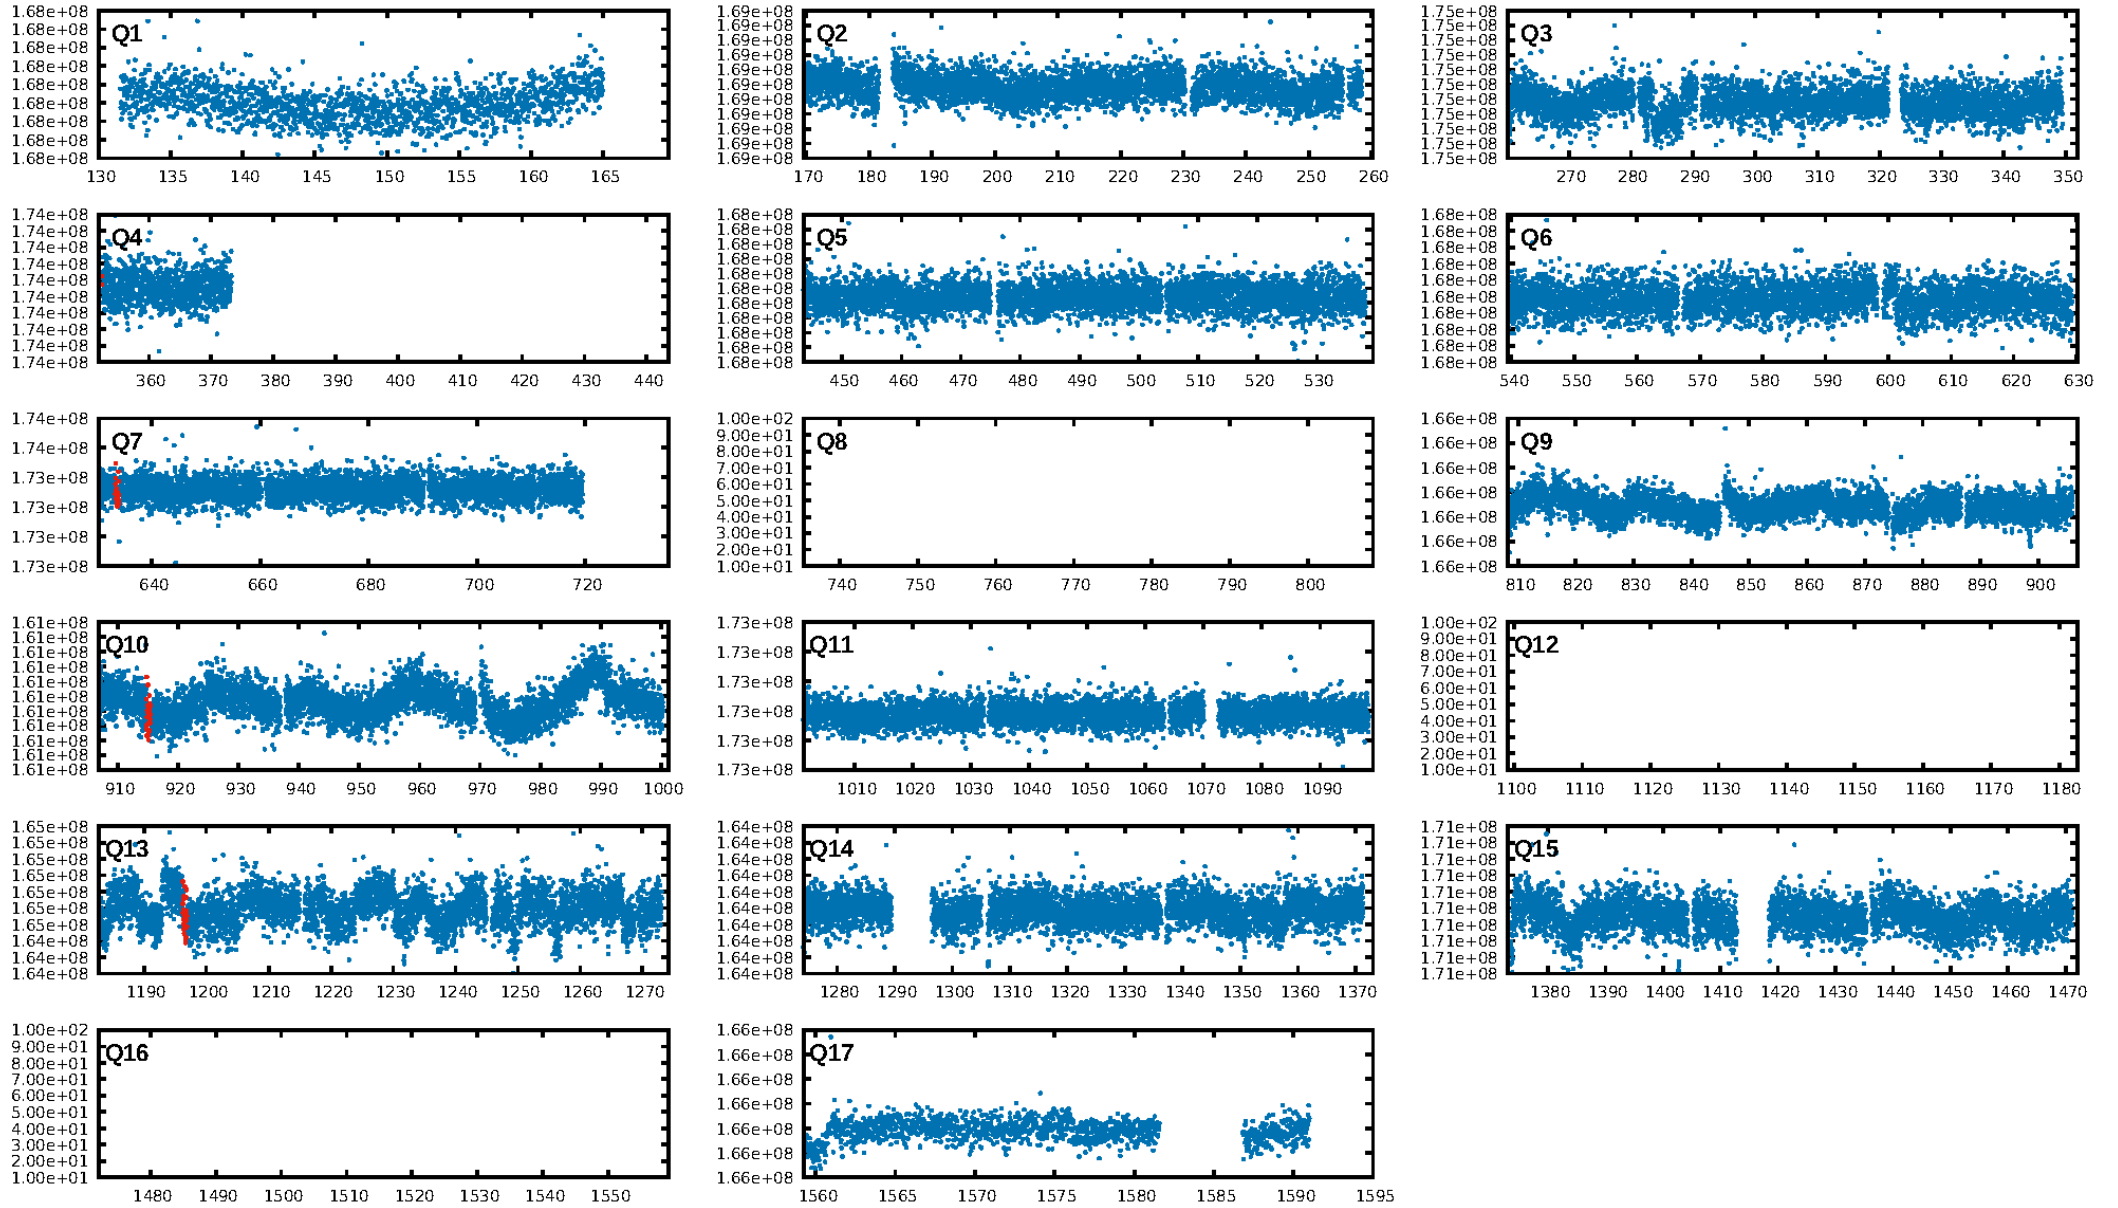 1.68e+08 1.68e+08 1.68e+08 1.68e+08 1.68e+08 1.68e+08 1.68e+08 1.68e+08 1.68e+08
Q1
130 135 140 145 150 155 160 165
1.69e+08 1.69e+08 1.69e+08 1.69e+08 1.69e+08 1.69e+08 1.69e+08 1.69e+08 1.69e+08 1.69e+08 1.69e+08
Q2
170 180 190 200 210 220 230 240 250 260
1.75e+08 1.75e+08 1.75e+08 1.75e+08 1.75e+08 1.75e+08 1.75e+08 1.75e+08 1.75e+08 1.75e+08 1.75e+08
Q3
270 280 290 300 310 320 330 340 350
1.74e+08 1.74e+08 1.74e+08 1.74e+08 1.74e+08 1.74e+08 1.74e+08 1.74e+08 1.74e+08 1.74e+08
Q4
360 370 380 390 400 410 420 430 440
1.68e+08 1.68e+08 1.68e+08 1.68e+08 1.68e+08 1.68e+08 1.68e+08 1.68e+08 1.68e+08 1.68e+08 1.68e+08
Q5
450 460 470 480 490 500 510 520 530
1.68e+08 1.68e+08 1.68e+08 1.68e+08 1.68e+08 1.68e+08 1.68e+08 1.68e+08 1.68e+08 1.68e+08
Q6
540 550 560 570 580 590 600 610 620 630
1.74e+08 1.74e+08 1.73e+08 1.73e+08 1.73e+08 1.73e+08
Q7
640 660 680 700 720
1.00e+02 9.00e+01 8.00e+01 7.00e+01 6.00e+01 5.00e+01 4.00e+01 3.00e+01 2.00e+01 1.00e+01
Q8
740 750 760 770 780 790 800
1.66e+08 1.66e+08 1.66e+08 1.66e+08 1.66e+08 1.66e+08 1.66e+08
Q9
810 820 830 840 850 860 870 880 890 900
1.61e+08 1.61e+08 1.61e+08 1.61e+08 1.61e+08 1.61e+08 1.61e+08 1.61e+08 1.61e+08 1.61e+08 1.61e+08
Q10
910 920 930 940 950 960 970 980 990 1000
1.73e+08 1.73e+08 1.73e+08 1.73e+08 1.73e+08 1.73e+08
Q11
1010 1020 1030 1040 1050 1060 1070 1080 1090
1.00e+02 9.00e+01 8.00e+01 7.00e+01 6.00e+01 5.00e+01 4.00e+01 3.00e+01 2.00e+01 1.00e+01
Q12
1100 1110 1120 1130 1140 1150 1160 1170 1180
1.65e+08 1.65e+08 1.65e+08 1.65e+08 1.65e+08 1.65e+08 1.65e+08 1.64e+08 1.64e+08 1.64e+08
Q13
1190 1200 1210 1220 1230 1240 1250 1260 1270
1.64e+08 1.64e+08 1.64e+08 1.64e+08 1.64e+08 1.64e+08 1.64e+08 1.64e+08 1.64e+08 1.64e+08
Q14
1280 1290 1300 1310 1320 1330 1340 1350 1360 1370
1.71e+08 1.71e+08 1.71e+08 1.71e+08 1.71e+08 1.71e+08 1.71e+08 1.71e+08 1.71e+08 1.71e+08
Q15
1380 1390 1400 1410 1420 1430 1440 1450 1460 1470
1.00e+02 9.00e+01 8.00e+01 7.00e+01 6.00e+01 5.00e+01 4.00e+01 3.00e+01 2.00e+01 1.00e+01
Q16
1480 1490 1500 1510 1520 1530 1540 1550
1.66e+08 1.66e+08 1.66e+08 1.66e+08 1.66e+08 1.66e+08 1.66e+08
Q17
1560 1565 1570 1575 1580 1585 1590 1595